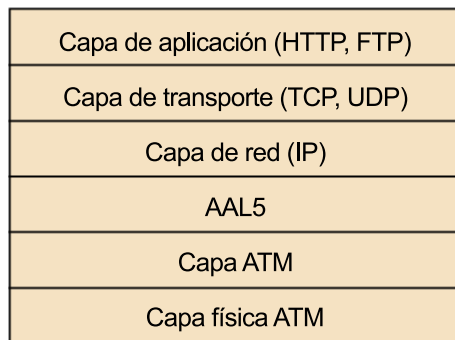 Capa de aplicación (HTTP, FTP)
Capa de transporte (TCP, UDP)
Capa de red (IP)
AAL5
Capa ATM
Capa física ATM